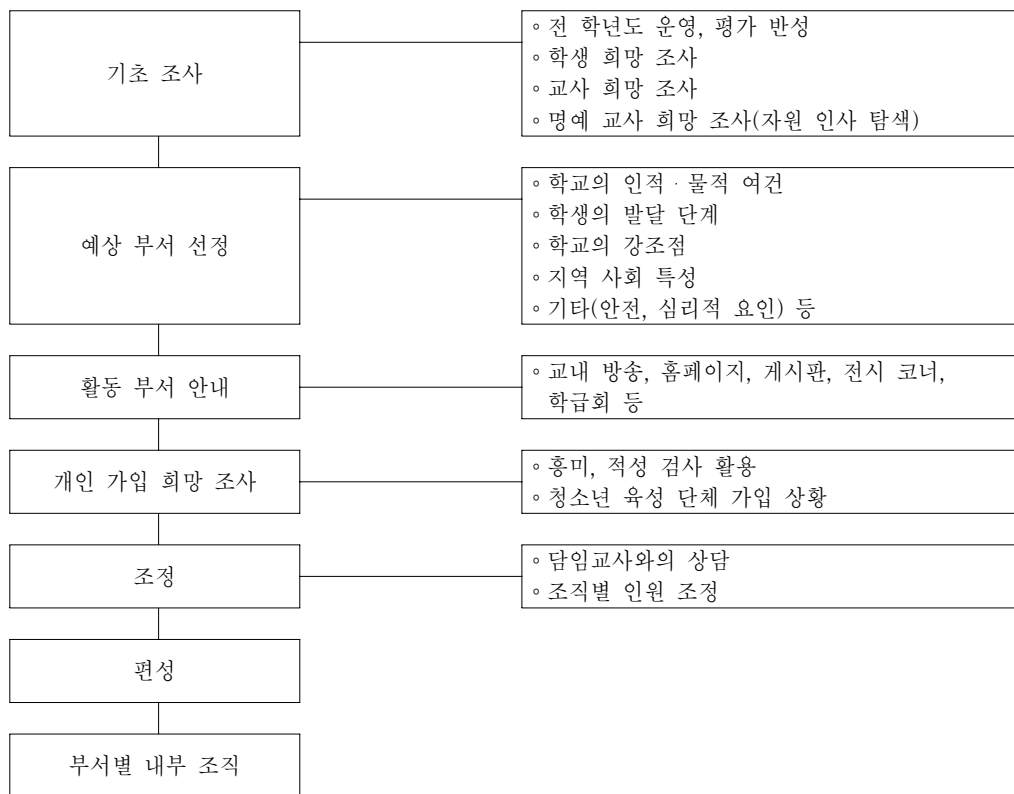 기초 조사
∘전 학년도 운영, 평가 반성
∘학생 희망 조사
∘교사 희망 조사
∘명예 교사 희망 조사(자원 인사 탐색)
예상 부서 선정
∘학교의 인적 · 물적 여건
∘학생의 발달 단계
∘학교의 강조점
∘지역 사회 특성
∘기타(안전, 심리적 요인) 등
활동 부서 안내
∘교내 방송, 홈페이지, 게시판, 전시 코너,
학급회 등
개인 가입 희망 조사
∘흥미, 적성 검사 활용
∘청소년 육성 단체 가입 상황
조정
∘담임교사와의 상담
∘조직별 인원 조정
편성
부서별 내부 조직